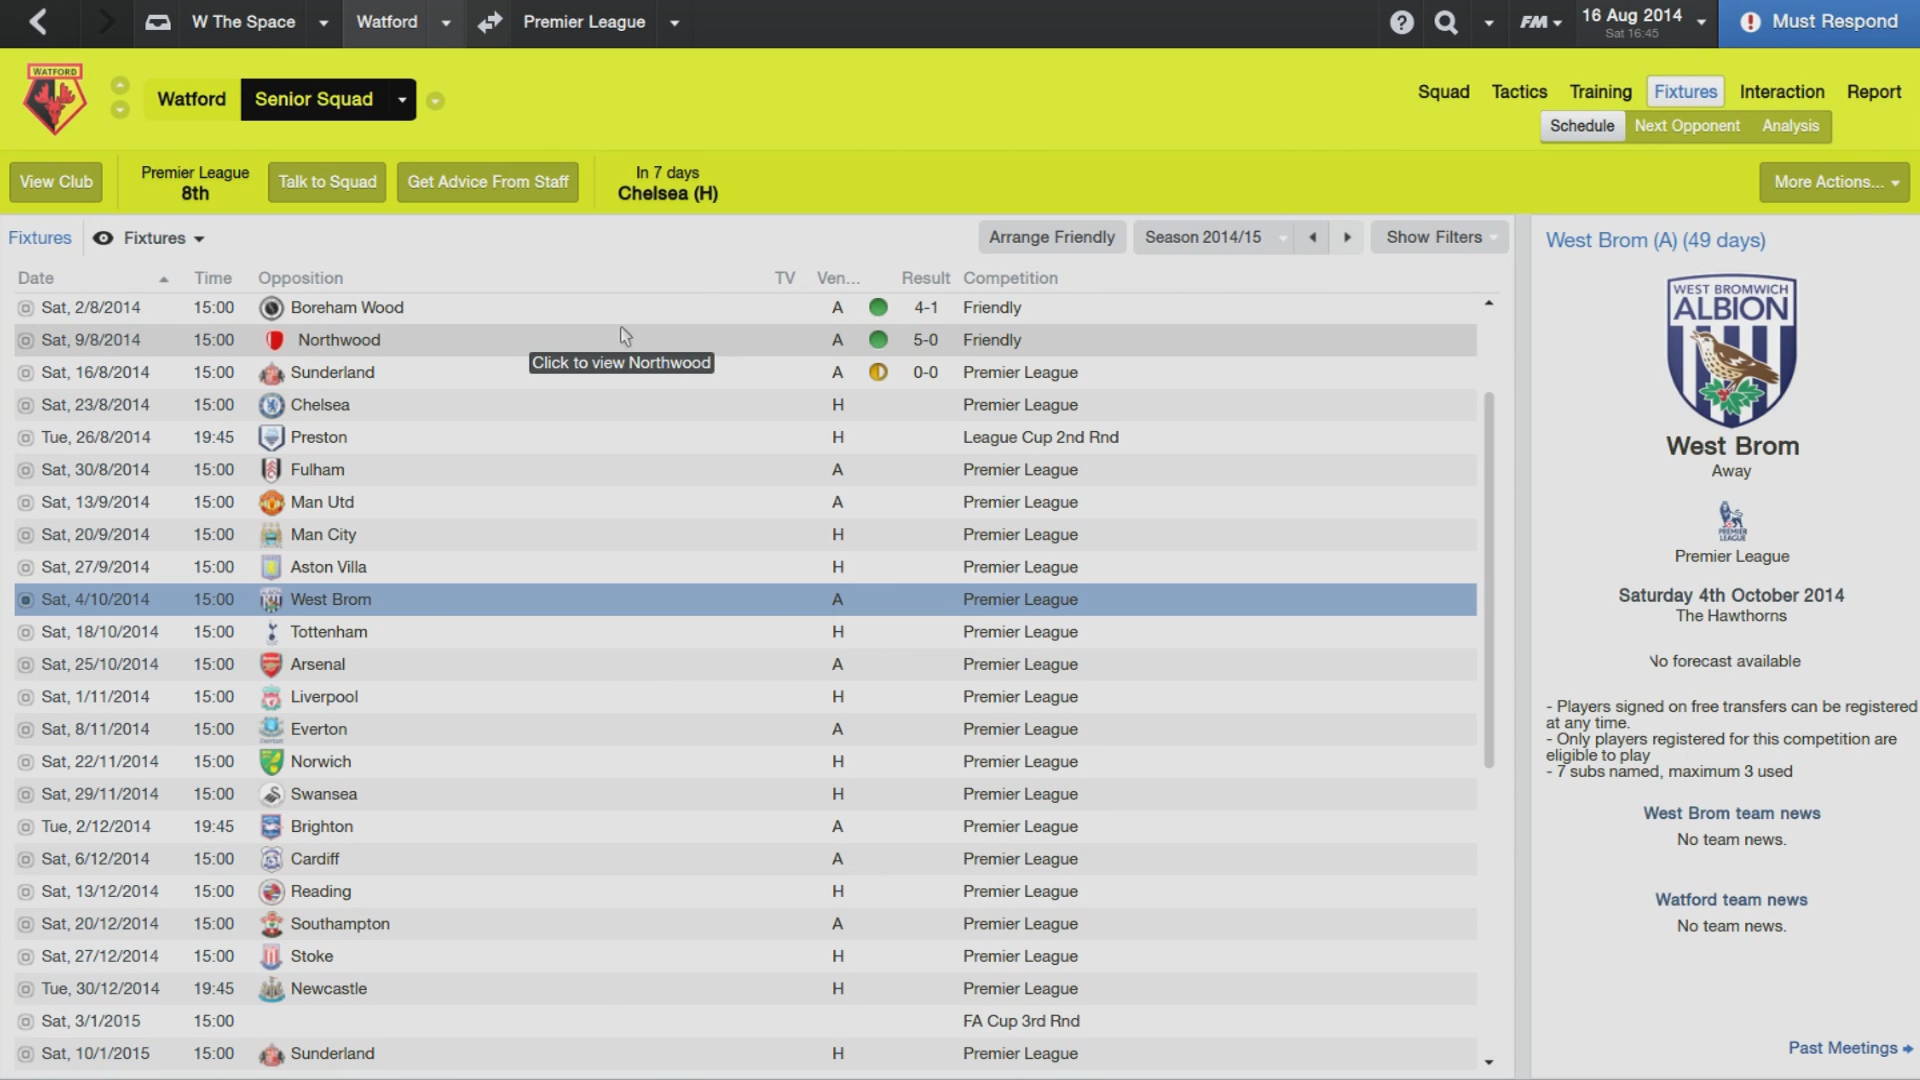 W The Space
Watford
Premier League
FM
16 Aug 2014
Sat 16:45
Must Respond
WATFORD
Watford
Senior Squad
Squad Tactics Training Fixtures Interaction Report
Schedule Next Opponent Analysis
View Club
Premier League
8th
Talk to Squad
Get Advice From Staff
In 7 days
Chelsea (H)
More Actions...
Fixtures
Fixtures
Arrange Friendly
Season 2014/15
Show Filters
Date Time Opposition TV Ven... Result Competition
Sat, 2/8/2014 15:00 Boreham Wood A 4-1 Friendly
Sat, 9/8/2014 15:00 Northwood A 5-0 Friendly
Click to view Northwood
Sat, 16/8/2014 15:00 Sunderland A 0-0 Premier League
Sat, 23/8/2014 15:00 Chelsea H Premier League
Tue, 26/8/2014 19:45 Preston H League Cup 2nd Rnd
Sat, 30/8/2014 15:00 Fulham A Premier League
Sat, 13/9/2014 15:00 Man Utd A Premier League
Sat, 20/9/2014 15:00 Man City H Premier League
Sat, 27/9/2014 15:00 Aston Villa H Premier League
Sat, 4/10/2014 15:00 West Brom A Premier League
Sat, 18/10/2014 15:00 Tottenham H Premier League
Sat, 25/10/2014 15:00 Arsenal A Premier League
Sat, 1/11/2014 15:00 Liverpool H Premier League
Sat, 8/11/2014 15:00 Everton A Premier League
Sat, 22/11/2014 15:00 Norwich H Premier League
Sat, 29/11/2014 15:00 Swansea H Premier League
Tue, 2/12/2014 19:45 Brighton A Premier League
Sat, 6/12/2014 15:00 Cardiff A Premier League
Sat, 13/12/2014 15:00 Reading H Premier League
Sat, 20/12/2014 15:00 Southampton A Premier League
Sat, 27/12/2014 15:00 Stoke H Premier League
Tue, 30/12/2014 19:45 Newcastle H Premier League
Sat, 3/1/2015 15:00 FA Cup 3rd Rnd
Sat, 10/1/2015 15:00 Sunderland H Premier League
West Brom (A) (49 days)
WEST BROMWICH
ALBION
West Brom
Away
PREMIER
LEAGUE
Premier League
Saturday 4th October 2014
The Hawthorns
No forecast available
- Players signed on free transfers can be registered
at any time.
- Only players registered for this competition are
eligible to play
- 7 subs named, maximum 3 used
West Brom team news
No team news.
Watford team news
No team news.
Past Meetings